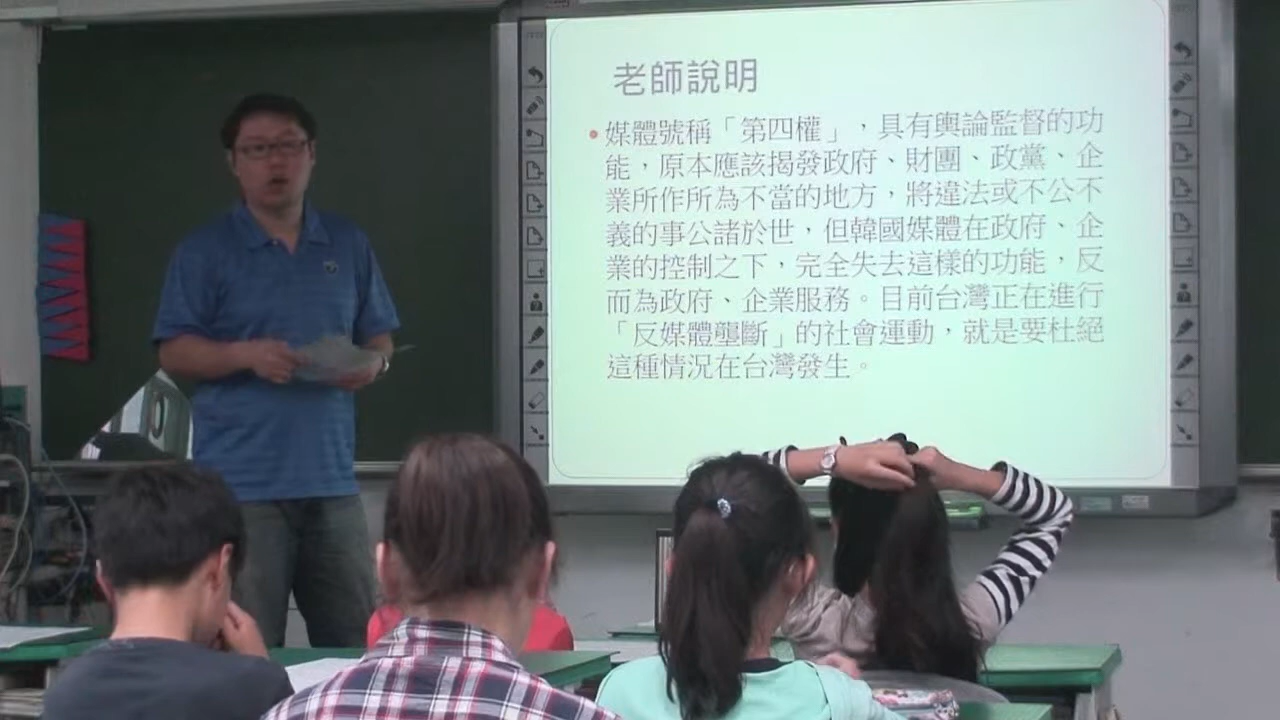 老師說明
媒體號稱「第四權」，具有輿論監督的功
能，原本應該揭發政府、財團、政黨、企
業所作所為不當的地方，將違法或不公不
義的事公諸於世，但韓國媒體在政府、企
業的控制之下，完全失去這樣的功能，反
而為政府、企業服務。目前台灣正在進行
「反媒體壟斷」的社會運動，就是要杜絕
這種情況在台灣發生。